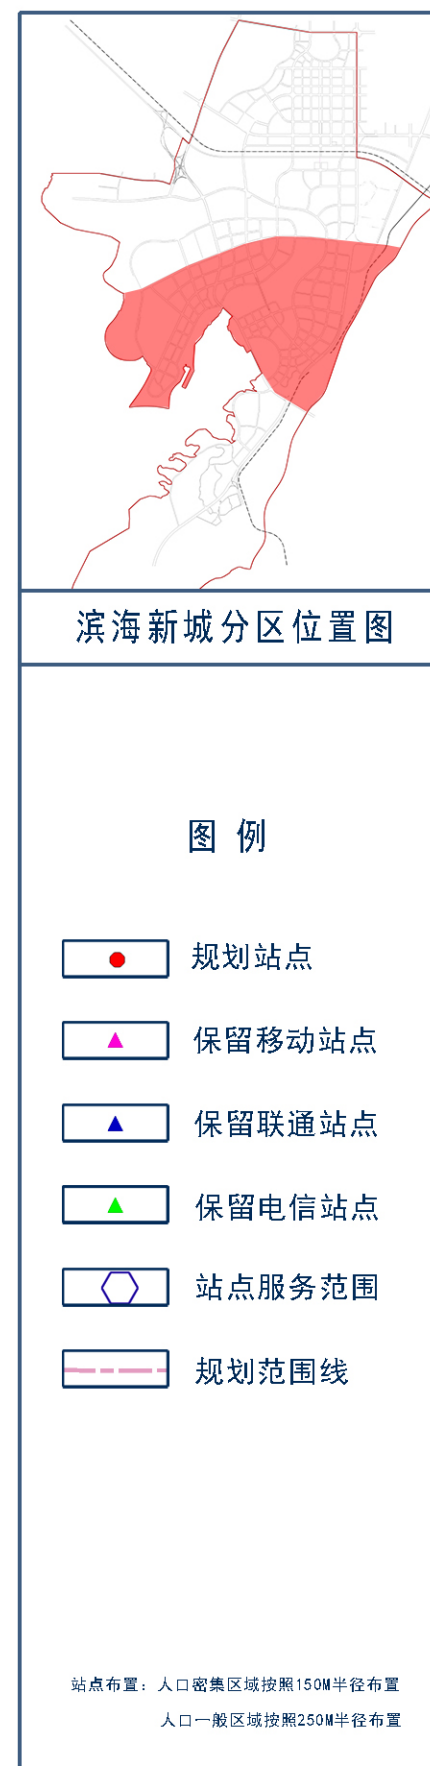 滨海新城分区位置图
图 例
规划站点
保留移动站点
保留联通站点
保留电信站点
站点服务范围
规划范围线
站点布置：人口密集区域按照150M半径布置
人口一般区域按照250M半径布置